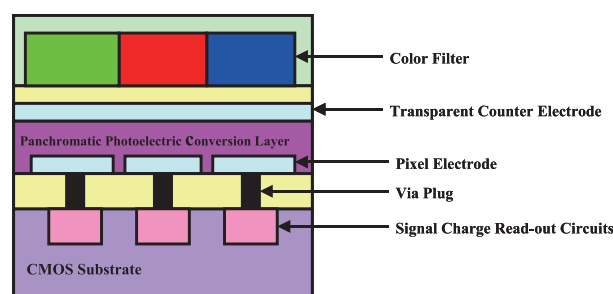 Color Filter
Transparent Counter Electrode
Panchromatic Photoelectric Conversion Layer
Pixel Electrode
Via Plug
Signal Charge Read-out Circuits
CMOS Substrate